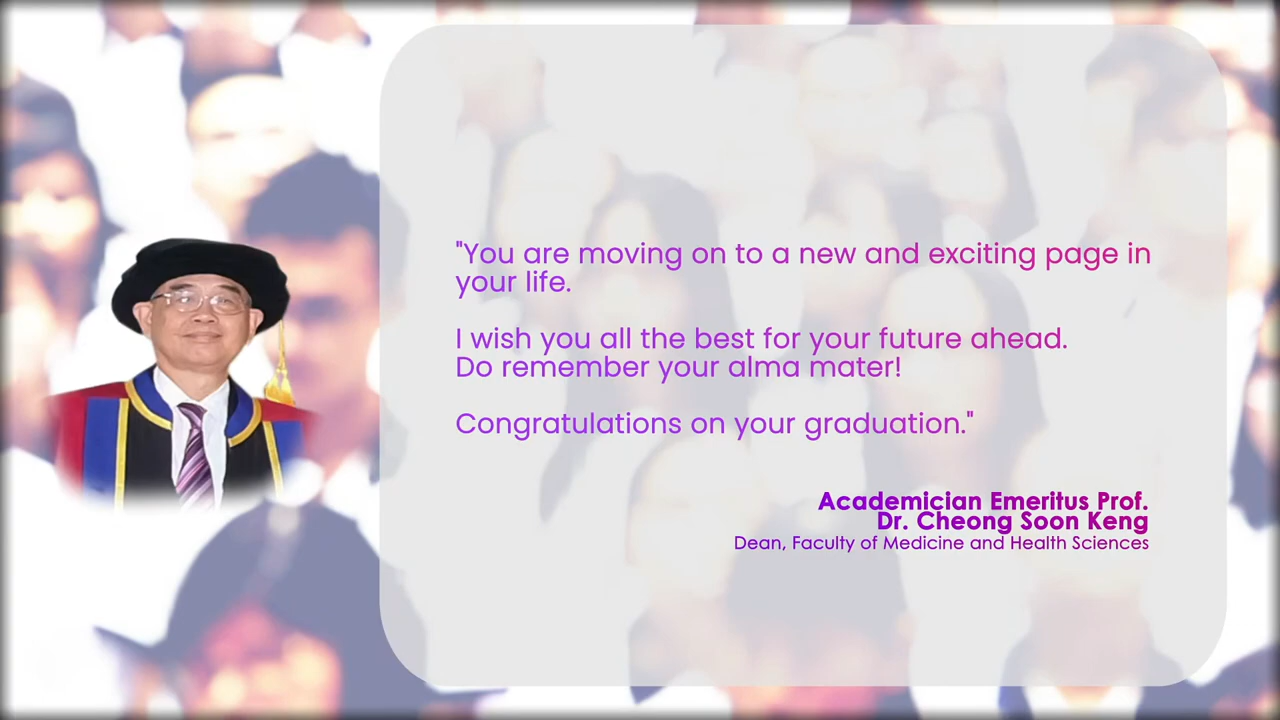 "You are moving on to a new and exciting page in
your life.
I wish you all the best for your future ahead.
Do remember your alma mater!
Congratulations on your graduation."
Academician Emeritus Prof.
Dr. Cheong Soon Keng
Dean, Faculty of Medicine and Health Sciences